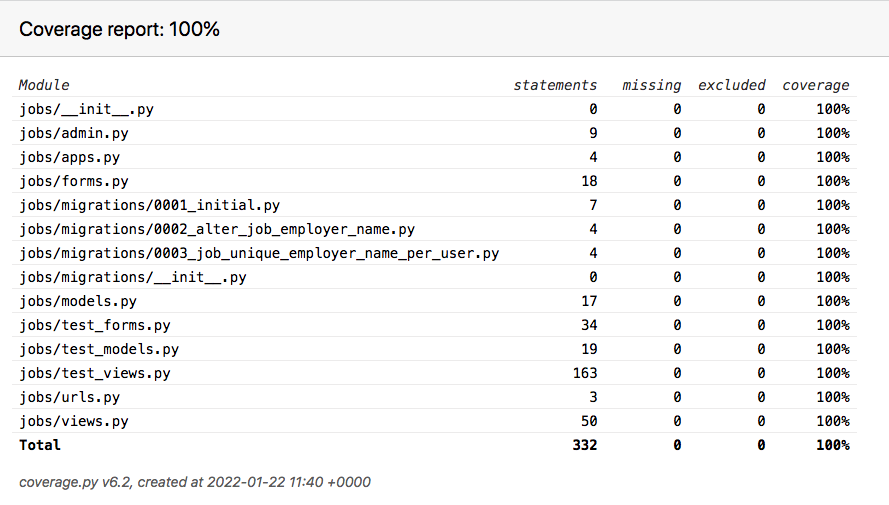 Coverage report: 100%
Module statements missing excluded coverage
jobs/__init__.py 0 0 0 100%
jobs/admin.py 9 0 0 100%
jobs/apps.py 4 0 0 100%
jobs/forms.py 18 0 0 100%
jobs/migrations/0001_initial.py 7 0 0 100%
jobs/migrations/0002_alter_job_employer_name.py 4 0 0 100%
jobs/migrations/0003_job_unique_employer_name_per_user.py 4 0 0 100%
jobs/migrations/__init__.py 0 0 0 100%
jobs/models.py 17 0 0 100%
jobs/test_forms.py 34 0 0 100%
jobs/test_models.py 19 0 0 100%
jobs/test_views.py 163 0 0 100%
jobs/urls.py 3 0 0 100%
jobs/views.py 50 0 0 100%
Total 332 0 0 100%
coverage.py v6.2, created at 2022-01-22 11:40 +0000